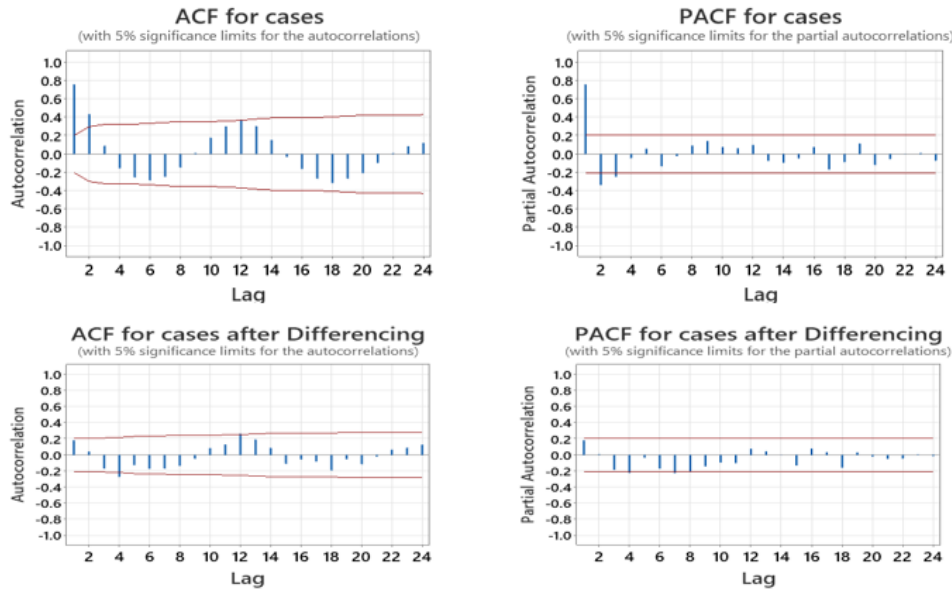 ACF for cases
(with 5% significance limits for the autocorrelations)
1.0
0.8
0.6
0.4
0.2
0.0
-0.2
-0.4
-0.6
-0.8
-1.0
Autocorrelation
2 4 6 8 10 12 14 16 18 20 22 24
Lag
PACF for cases
(with 5% significance limits for the partial autocorrelations)
1.0
0.8
0.6
0.4
0.2
0.0
-0.2
-0.4
-0.6
-0.8
-1.0
Partial Autocorrelation
2 4 6 8 10 12 14 16 18 20 22 24
Lag
ACF for cases after Differencing
(with 5% significance limits for the autocorrelations)
1.0
0.8
0.6
0.4
0.2
0.0
-0.2
-0.4
-0.6
-0.8
-1.0
Autocorrelation
2 4 6 8 10 12 14 16 18 20 22 24
Lag
PACF for cases after Differencing
(with 5% significance limits for the partial autocorrelations)
1.0
0.8
0.6
0.4
0.2
0.0
-0.2
-0.4
-0.6
-0.8
-1.0
Partial Autocorrelation
2 4 6 8 10 12 14 16 18 20 22 24
Lag